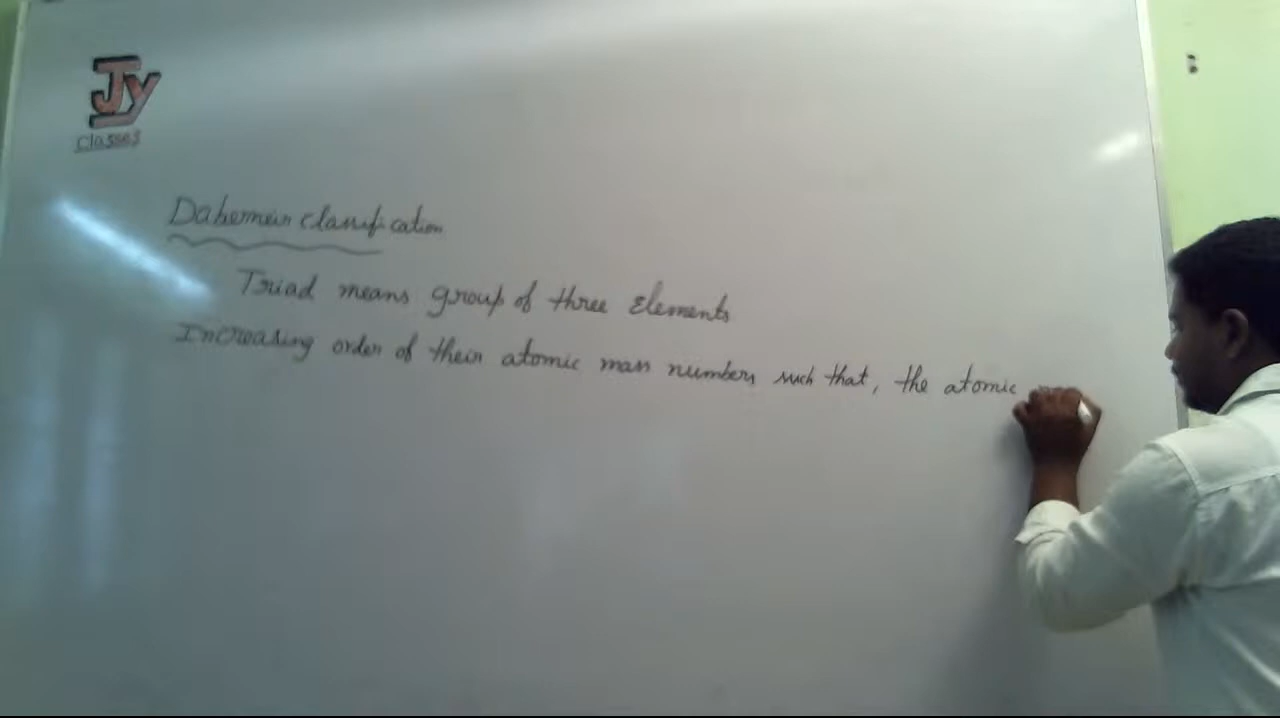 Jy
Classes
Daberneir classification
Triad means group of three Elements
Increasing order of their atomic mass numbers such that, the atomic